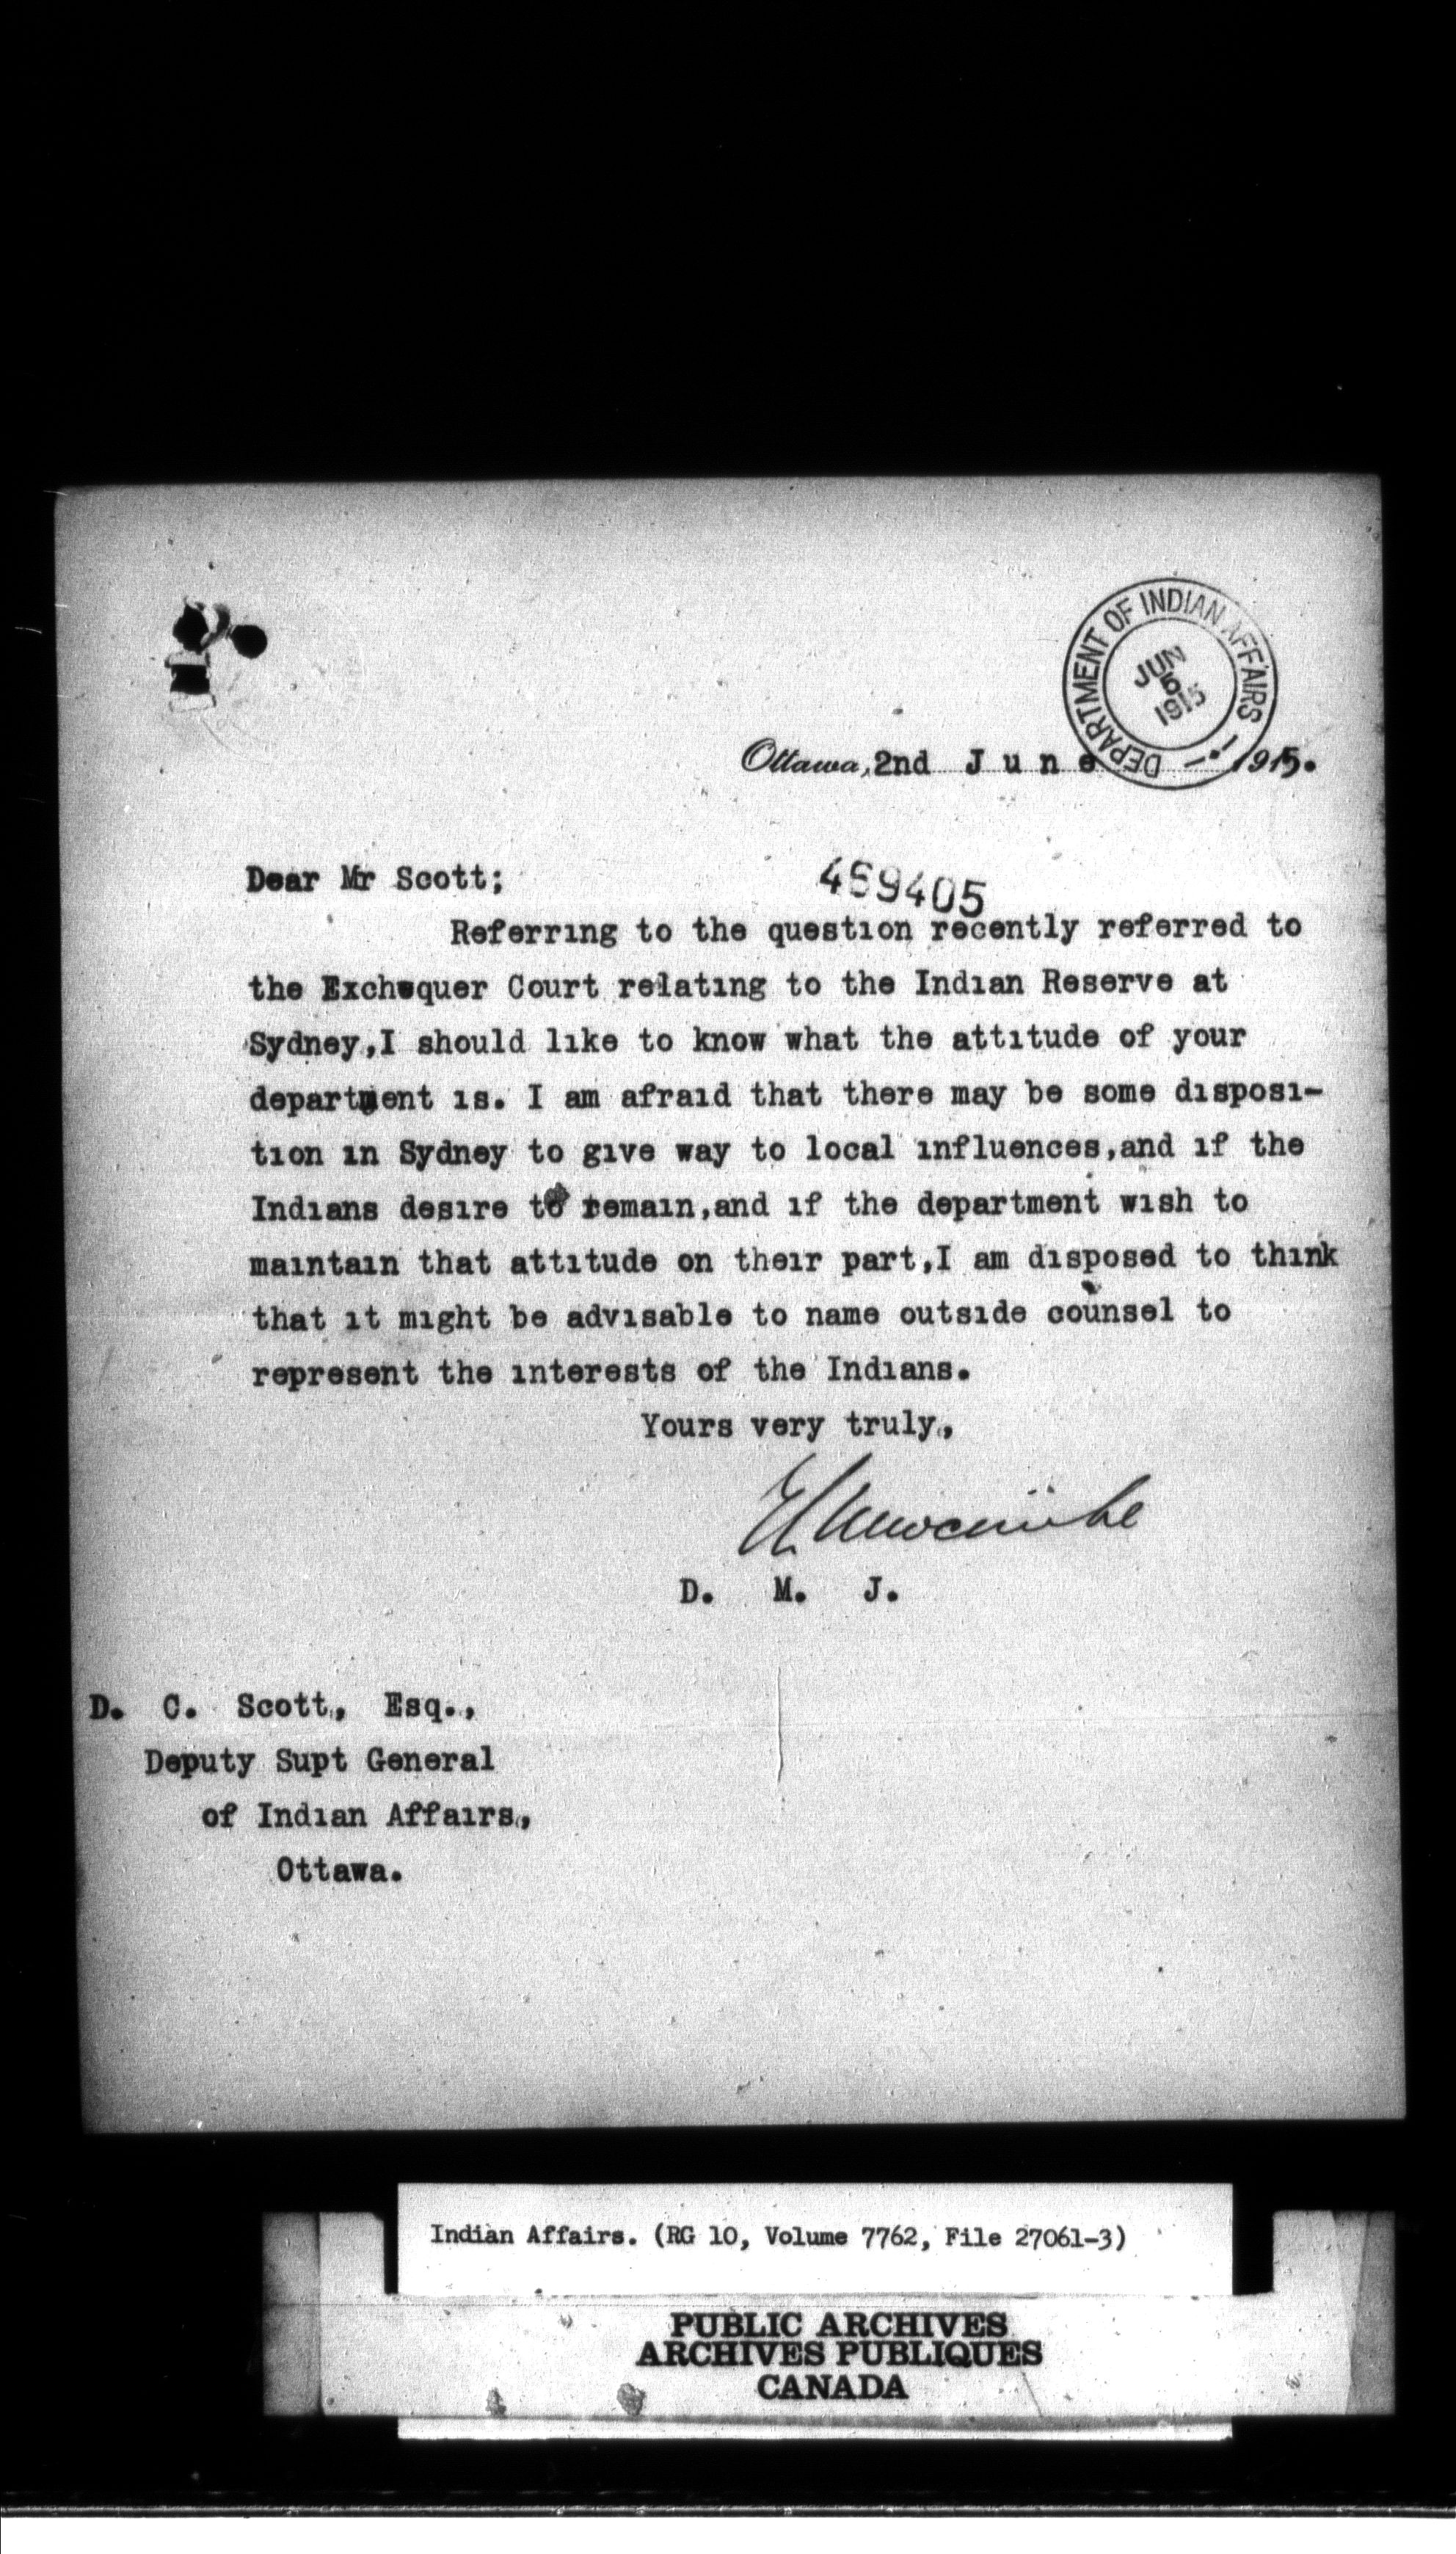 DEPARTMENT OF INDIAN AFFAIRS
JUN
5
1915
Ottawa, 2nd June 1915.
Dear Mr Scott;
469405
Referring to the question recently referred to
the Exchequer Court relating to the Indian Reserve at
Sydney,I should like to know what the attitude of your
department is. I am afraid that there may be some disposi-
tion in Sydney to give way to local influences,and if the
Indians desire to remain,and if the department wish to
maintain that attitude on their part,I am disposed to think
that it might be advisable to name outside counsel to
represent the interests of the Indians.
Yours very truly,
ELNewcombe
D. M. J.
D. C. Scott, Esq.,
Deputy Supt General
of Indian Affairs,
Ottawa.
Indian Affairs. (RG 10, Volume 7762, File 27061-3)
PUBLIC ARCHIVES
ARCHIVES PUBLIQUES
CANADA